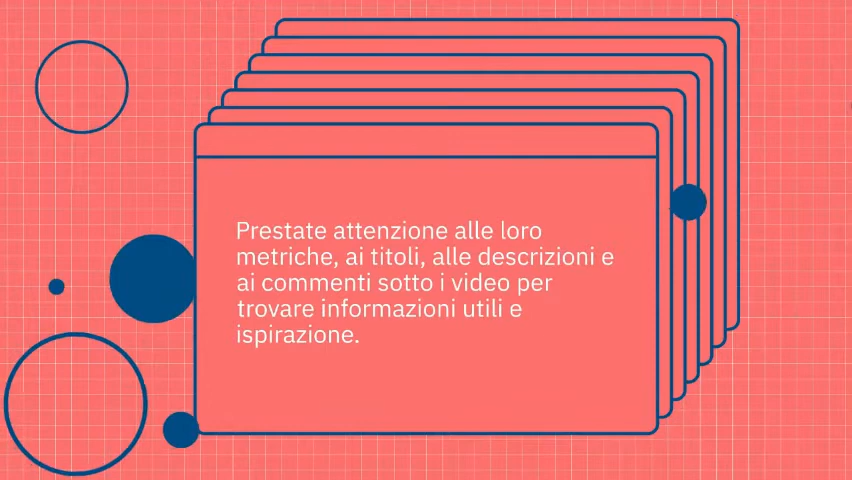 Prestate attenzione alle loro
metriche, ai titoli, alle descrizioni e
ai commenti sotto i video per
trovare informazioni utili e
ispirazione.